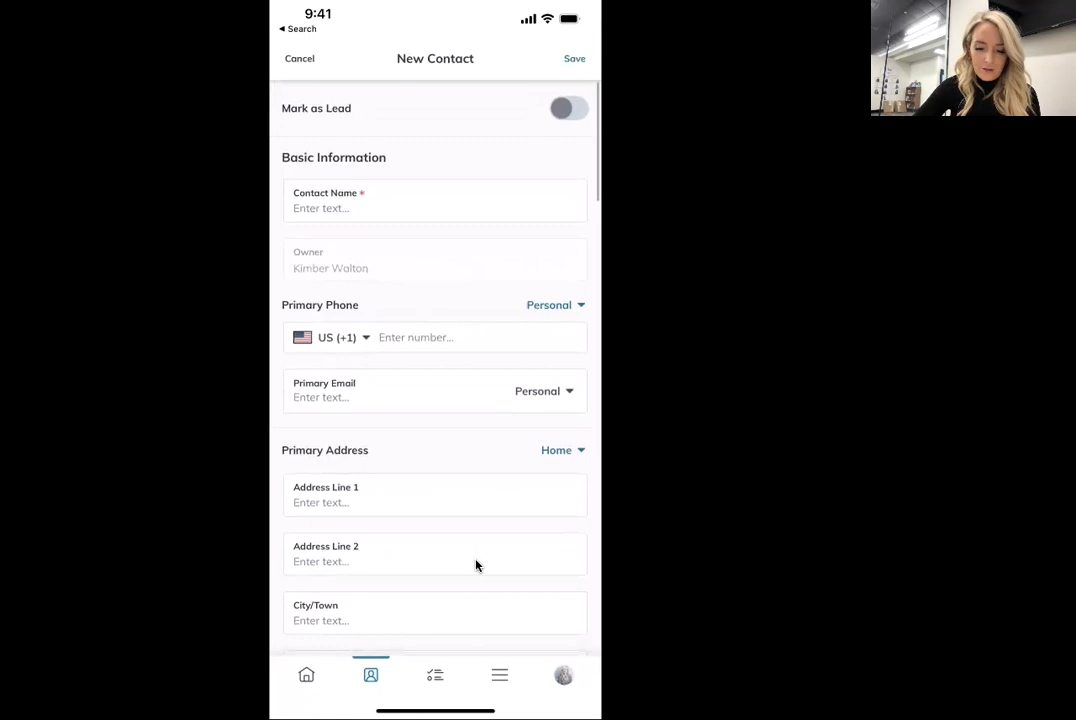 9:41
Search
Cancel
New Contact
Save
Mark as Lead
Basic Information
Contact Name *
Enter text...
Owner
Kimber Walton
Primary Phone
Personal
US (+1)
Enter number...
Primary Email
Enter text...
Personal
Primary Address
Home
Address Line 1
Enter text...
Address Line 2
Enter text...
City/Town
Enter text...